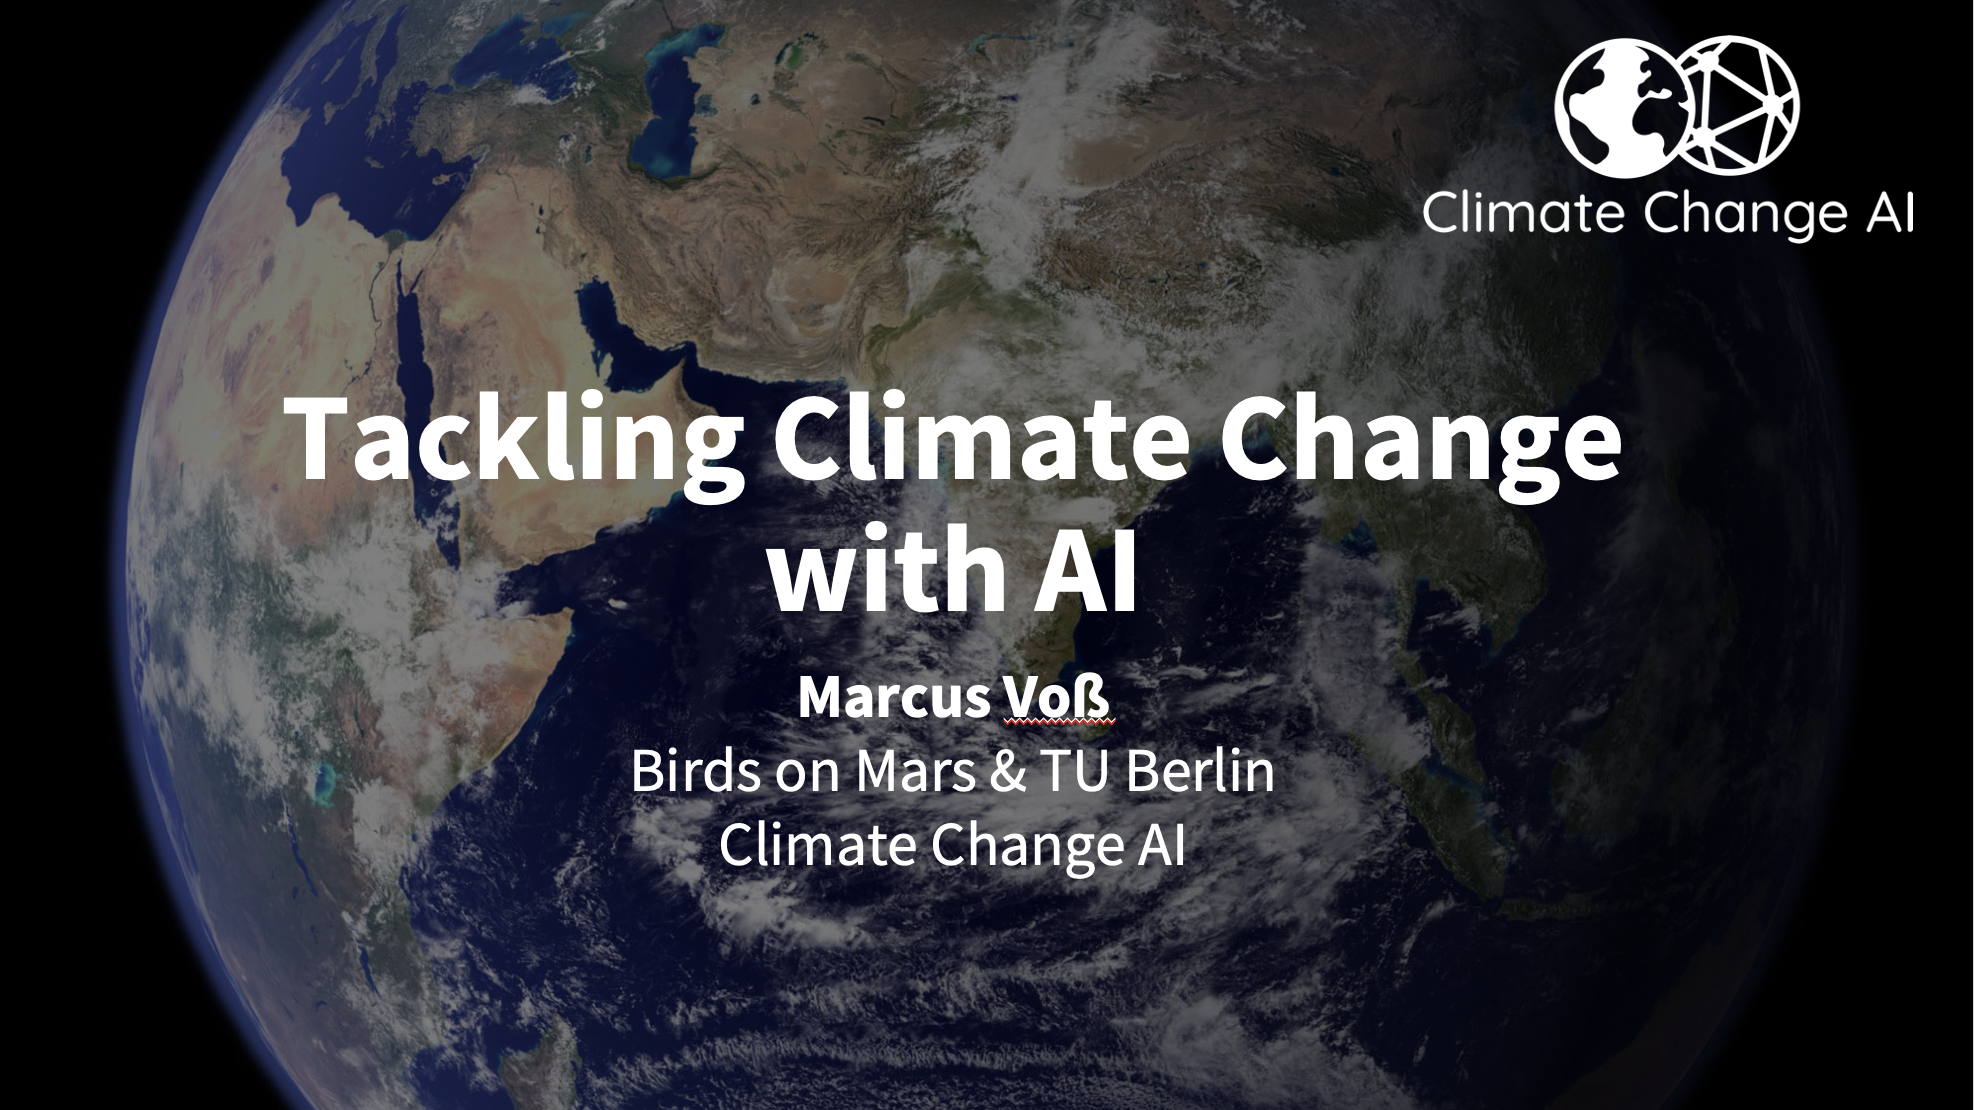 Climate Change AI
Tackling Climate Change
with AI
Marcus Voß
Birds on Mars & TU Berlin
Climate Change AI